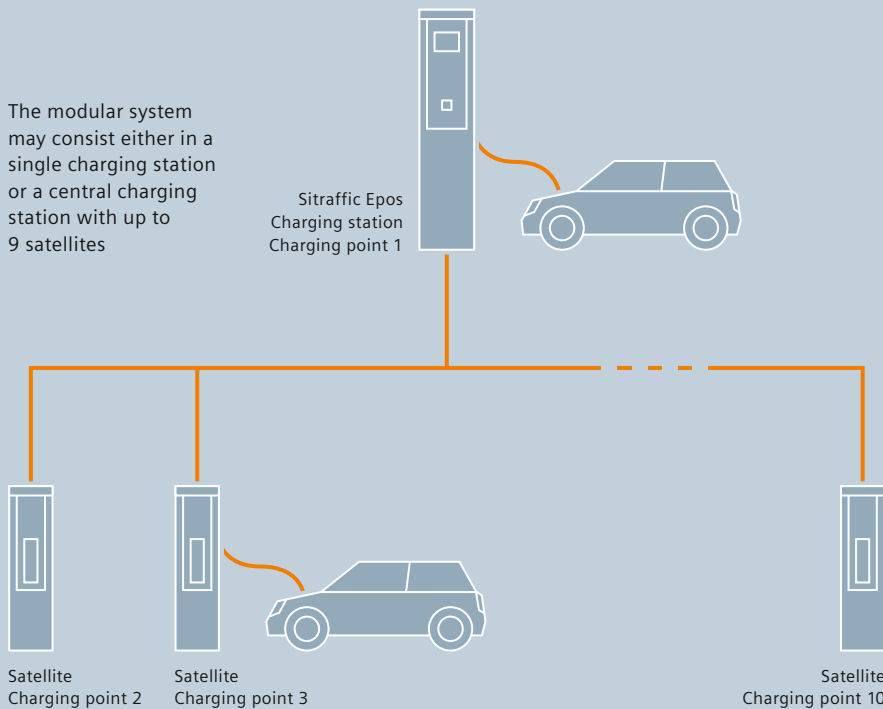 The modular system
may consist either in a
single charging station
or a central charging
station with up to
9 satellites
Sitraffic Epos
Charging station
Charging point 1
Satellite
Charging point 2
Satellite
Charging point 3
Satellite
Charging point 10